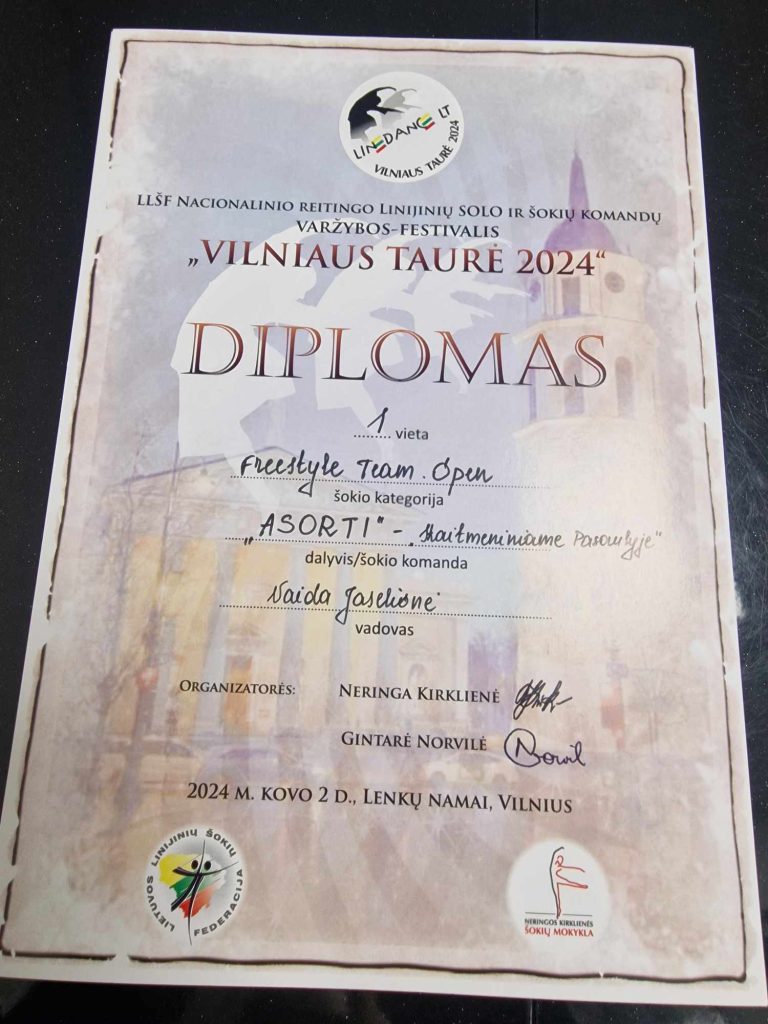 LINEDANCE LT
VILNIAUS TAURĖ 2024
LLŠF NACIONALINIO REITINGO LINIJINIŲ SOLO IR ŠOKIŲ KOMANDŲ
VARŽYBOS-FESTIVALIS
„VILNIAUS TAURĖ 2024“
DIPLOMAS
1 vieta
Freestyle Team Open
šokio kategorija
„ASORTI" - „Skaitmeniniame Pasaulyje"
dalyvis/šokio komanda
Vaida Jaselionė
vadovas
ORGANIZATORĖS: NERINGA KIRKLIENĖ
GINTARĖ NORVILĖ
2024 M. KOVO 2 D., LENKŲ NAMAI, VILNIUS
LIETUVOS LINIJINIŲ ŠOKIŲ FEDERACIJA
NERINGOS KIRKLIENĖS
ŠOKIŲ MOKYKLA